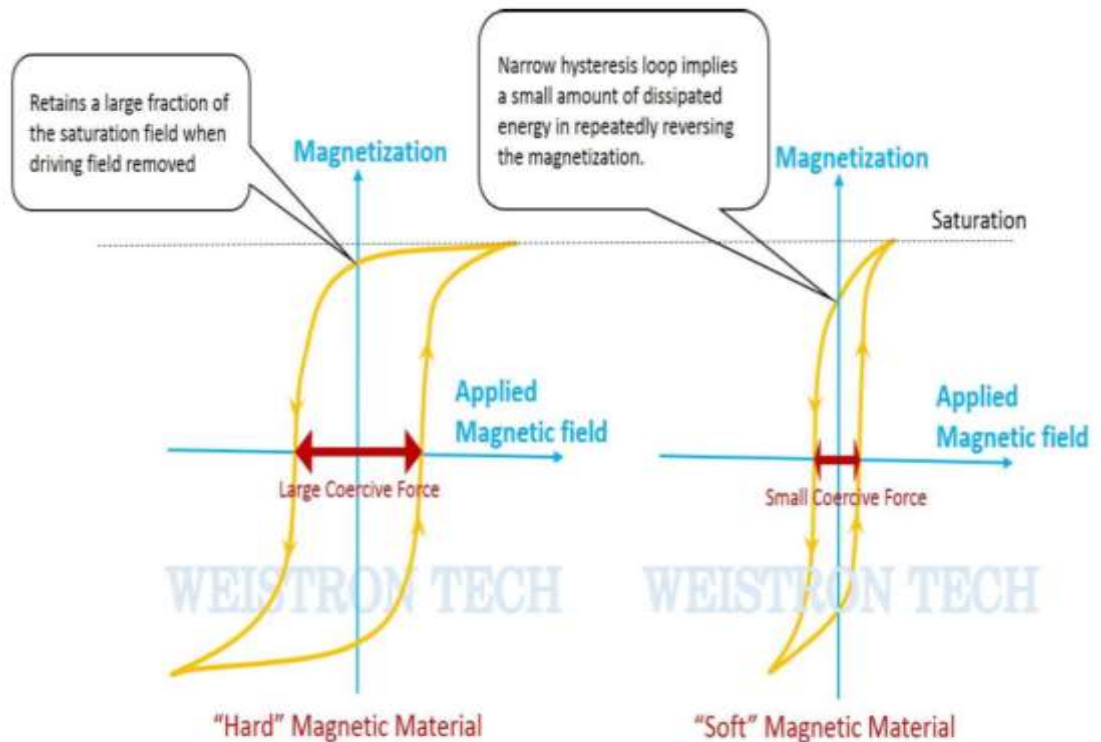 Retains a large fraction of
the saturation field when
driving field removed
Narrow hysteresis loop implies
a small amount of dissipated
energy in repeatedly reversing
the magnetization.
Magnetization
Magnetization
Saturation
Applied
Magnetic field
Applied
Magnetic field
Large Coercive Force
Small Coercive Force
WEISTRON TECH
WEISTRON TECH
“Hard” Magnetic Material
“Soft” Magnetic Material